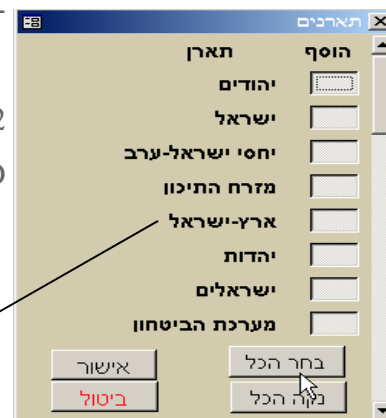 תארנים
הוסף תארן
יהודים
ישראל
יחסי ישראל-ערב
מזרח התיכון
ארץ-ישראל
יהדות
ישראלים
מערכת הביטחון
בחר הכל אישור
נקה הכל ביטול
2